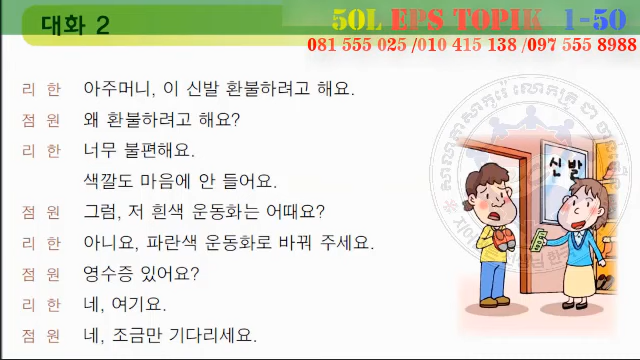 대화 2
50L EPS TOPIK 1-50
081 555 025 /010 415 138 /097 555 8988
리 한 아주머니, 이 신발 환불하려고 해요.
점 원 왜 환불하려고 해요?
리 한 너무 불편해요.
색깔도 마음에 안 들어요.
점 원 그럼, 저 흰색 운동화는 어때요?
리 한 아니요, 파란색 운동화로 바꿔 주세요.
점 원 영수증 있어요?
리 한 네, 여기요.
점 원 네, 조금만 기다리세요.
신발